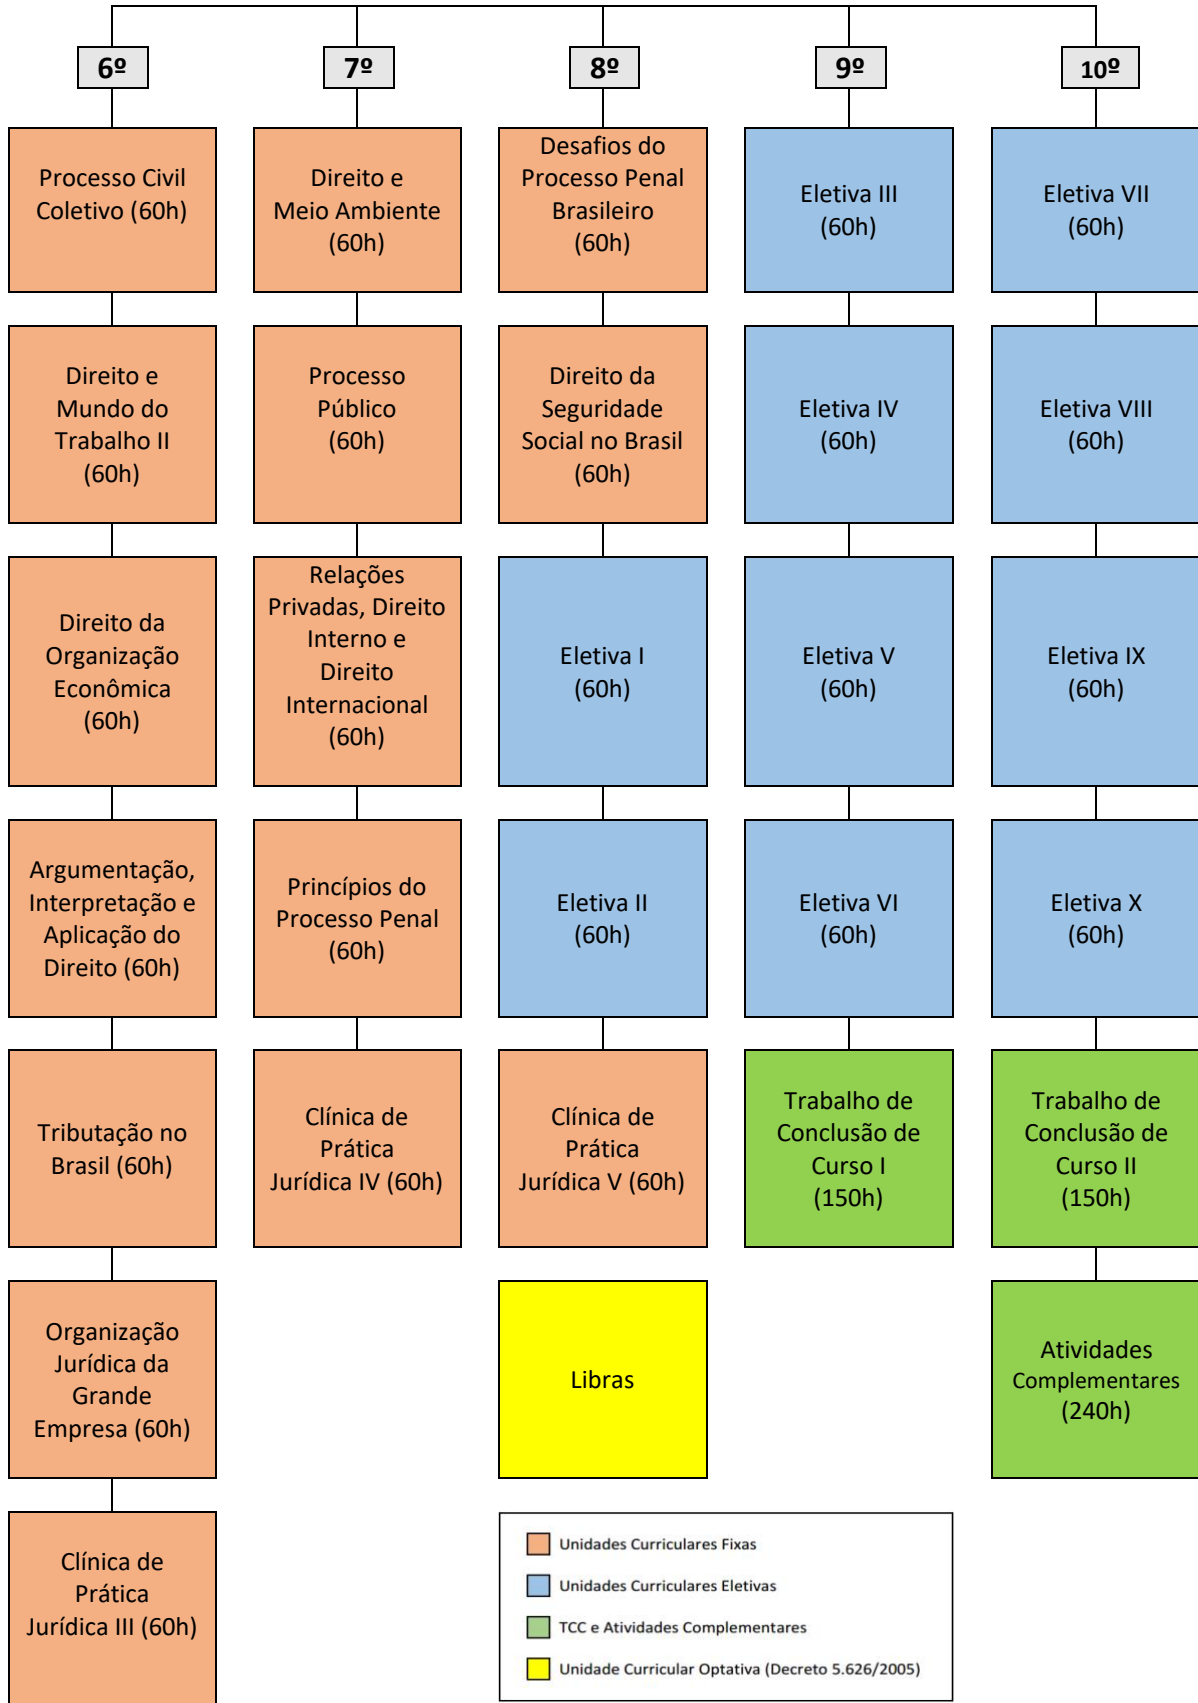 6º
7º
8º
9º
10º
Processo Civil
Coletivo (60h)
Direito e
Meio Ambiente
(60h)
Desafios do
Processo Penal
Brasileiro
(60h)
Eletiva III
(60h)
Eletiva VII
(60h)
Direito e
Mundo do
Trabalho II
(60h)
Processo
Público
(60h)
Direito da
Seguridade
Social no Brasil
(60h)
Eletiva IV
(60h)
Eletiva VIII
(60h)
Direito da
Organização
Econômica
(60h)
Relações
Privadas, Direito
Interno e
Direito
Internacional
(60h)
Eletiva I
(60h)
Eletiva V
(60h)
Eletiva IX
(60h)
Argumentação,
Interpretação e
Aplicação do
Direito (60h)
Princípios do
Processo Penal
(60h)
Eletiva II
(60h)
Eletiva VI
(60h)
Eletiva X
(60h)
Tributação no
Brasil (60h)
Clínica de
Prática
Jurídica IV (60h)
Clínica de
Prática
Jurídica V (60h)
Trabalho de
Conclusão de
Curso I
(150h)
Trabalho de
Conclusão de
Curso II
(150h)
Organização
Jurídica da
Grande
Empresa (60h)
Libras
Atividades
Complementares
(240h)
Clínica de
Prática
Jurídica III (60h)
Unidades Curriculares Fixas
Unidades Curriculares Eletivas
TCC e Atividades Complementares
Unidade Curricular Optativa (Decreto 5.626/2005)